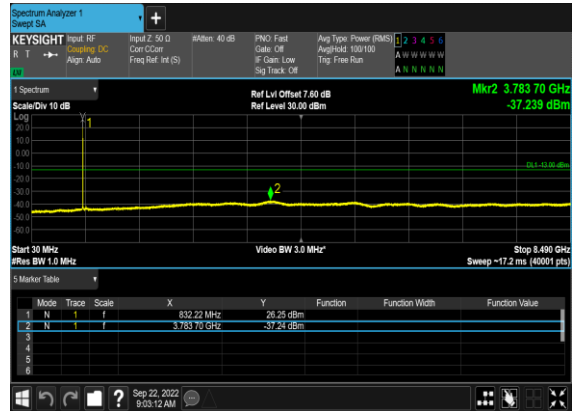 Spectrum Analyzer 1
Swept SA
+
KEYSIGHT Input: RF Input Z: 50 Ω #Atten: 40 dB PNO: Fast Avg Type: Power (RMS) 1 2 3 4 5 6
R T Coupling: DC Corr CCorr Gate: Off Avg|Hold: 100/100 A W W W W W
Align: Auto Freq Ref: Int (S) IF Gain: Low Trig: Free Run A N N N N N
Sig Track: Off
1 Spectrum
Ref Lvl Offset 7.60 dB Mkr2 3.783 70 GHz
Scale/Div 10 dB Ref Level 30.00 dBm -37.239 dBm
Log
20.0
1
10.0
0.00
-10.0
DL1 -13.00 dBm
-20.0
-30.0
2
-40.0
-50.0
-60.0
Start 30 MHz Video BW 3.0 MHz* Stop 8.490 GHz
#Res BW 1.0 MHz Sweep ~17.2 ms (40001 pts)
5 Marker Table
Mode Trace Scale X Y Function Function Width Function Value
1 N 1 f 832.22 MHz 26.25 dBm
2 N 1 f 3.783 70 GHz -37.24 dBm
3
4
5
6
? Sep 22, 2022
9:03:12 AM